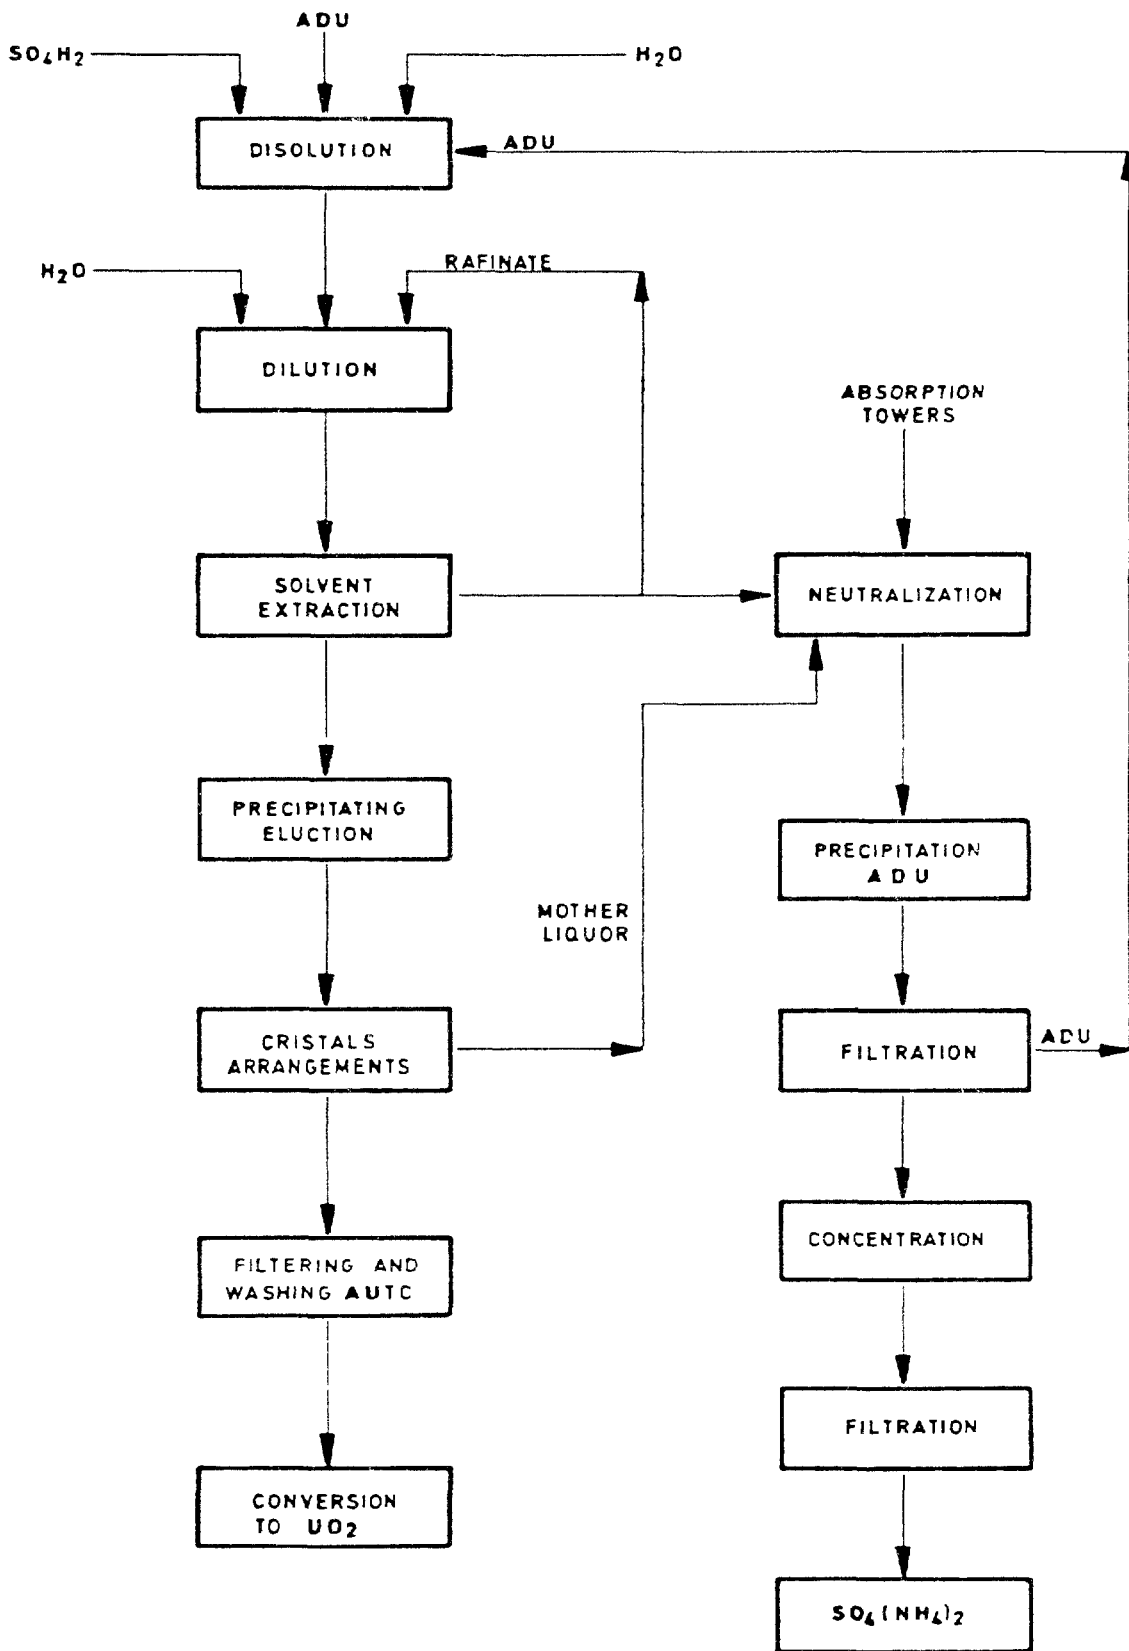 ADU
SO₄H₂
H₂O
DISOLUTION
ADU
H₂O
RAFINATE
DILUTION
ABSORPTION
TOWERS
SOLVENT
EXTRACTION
NEUTRALIZATION
PRECIPITATING
ELUCTION
PRECIPITATION
ADU
MOTHER
LIQUOR
CRISTALS
ARRANGEMENTS
FILTRATION
ADU
CONCENTRATION
FILTERING AND
WASHING AUTC
FILTRATION
CONVERSION
TO UO₂
SO₄(NH₄)₂